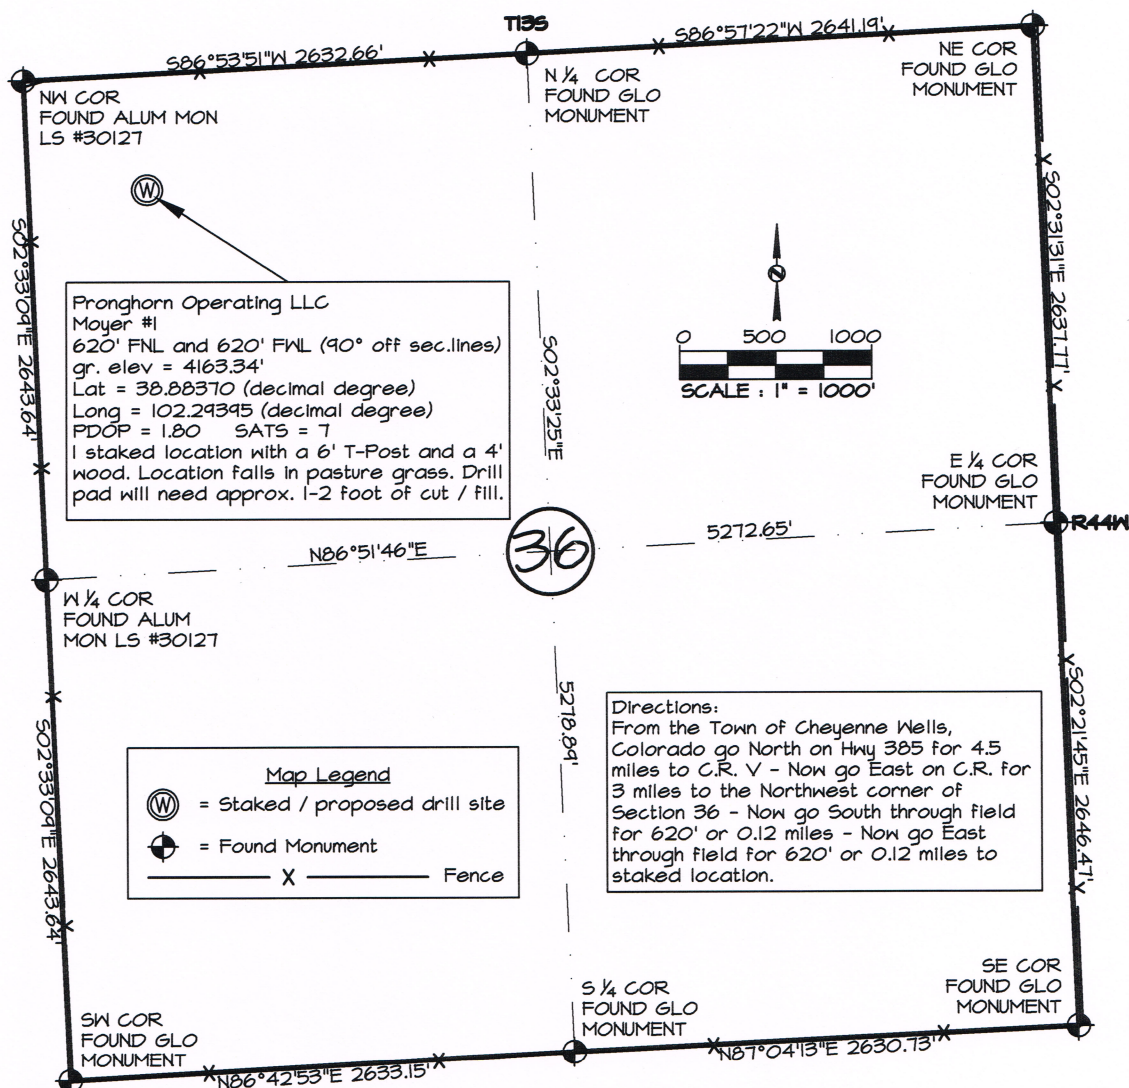 T13S
S86°53'51"W 2632.66'
S86°57'22"W 2641.19'
NW COR
FOUND ALUM MON
LS #30127
N ¼ COR
FOUND GLO
MONUMENT
NE COR
FOUND GLO
MONUMENT
W
S02°33'09"E 2643.64'
Pronghorn Operating LLC
Moyer #1
620' FNL and 620' FWL (90° off sec.lines)
gr. elev = 4163.34'
Lat = 38.88370 (decimal degree)
Long = 102.29395 (decimal degree)
PDOP = 1.80 SATS = 7
I staked location with a 6' T-Post and a 4'
wood. Location falls in pasture grass. Drill
pad will need approx. 1-2 foot of cut / fill.
S02°33'25"E
N
0 500 1000
SCALE : 1" = 1000'
S02°31'31"E 2637.77'
E ¼ COR
FOUND GLO
MONUMENT
R44W
N86°51'46"E
36
5272.65'
W ¼ COR
FOUND ALUM
MON LS #30127
S02°33'09"E 2643.64'
5278.89'
Map Legend
W = Staked / proposed drill site
= Found Monument
X Fence
Directions:
From the Town of Cheyenne Wells,
Colorado go North on Hwy 385 for 4.5
miles to C.R. V - Now go East on C.R. for
3 miles to the Northwest corner of
Section 36 - Now go South through field
for 620' or 0.12 miles - Now go East
through field for 620' or 0.12 miles to
staked location.
S02°21'45"E 2646.47'
SW COR
FOUND GLO
MONUMENT
S ¼ COR
FOUND GLO
MONUMENT
SE COR
FOUND GLO
MONUMENT
N86°42'53"E 2633.15'
N87°04'13"E 2630.73'